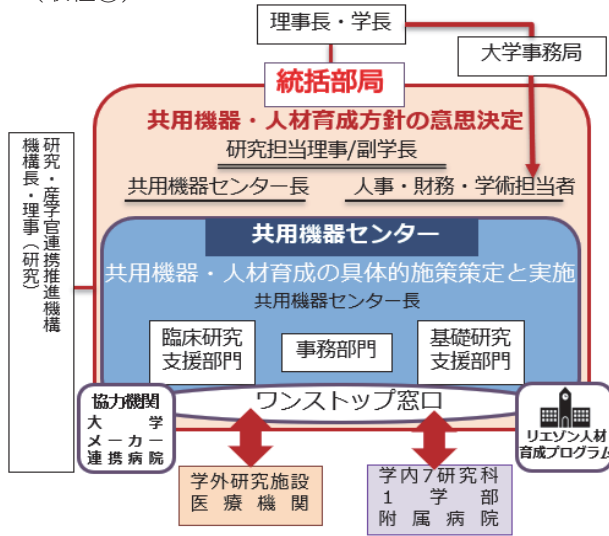 理事長・学長
大学事務局
統括部局
共用機器・人材育成方針の意思決定
研究担当理事/副学長
共用機器センター長
人事・財務・学術担当者
研究・産学官連携推進機構
機構長・理事（研究）
共用機器センター
共用機器・人材育成の具体的施策策定と実施
共用機器センター長
臨床研究
支援部門
事務部門
基礎研究
支援部門
ワンストップ窓口
協力機関
大学
メーカー
連携病院
リエゾン人材
育成プログラム
学外研究施設
医療機関
学内7研究科
1学部
附属病院